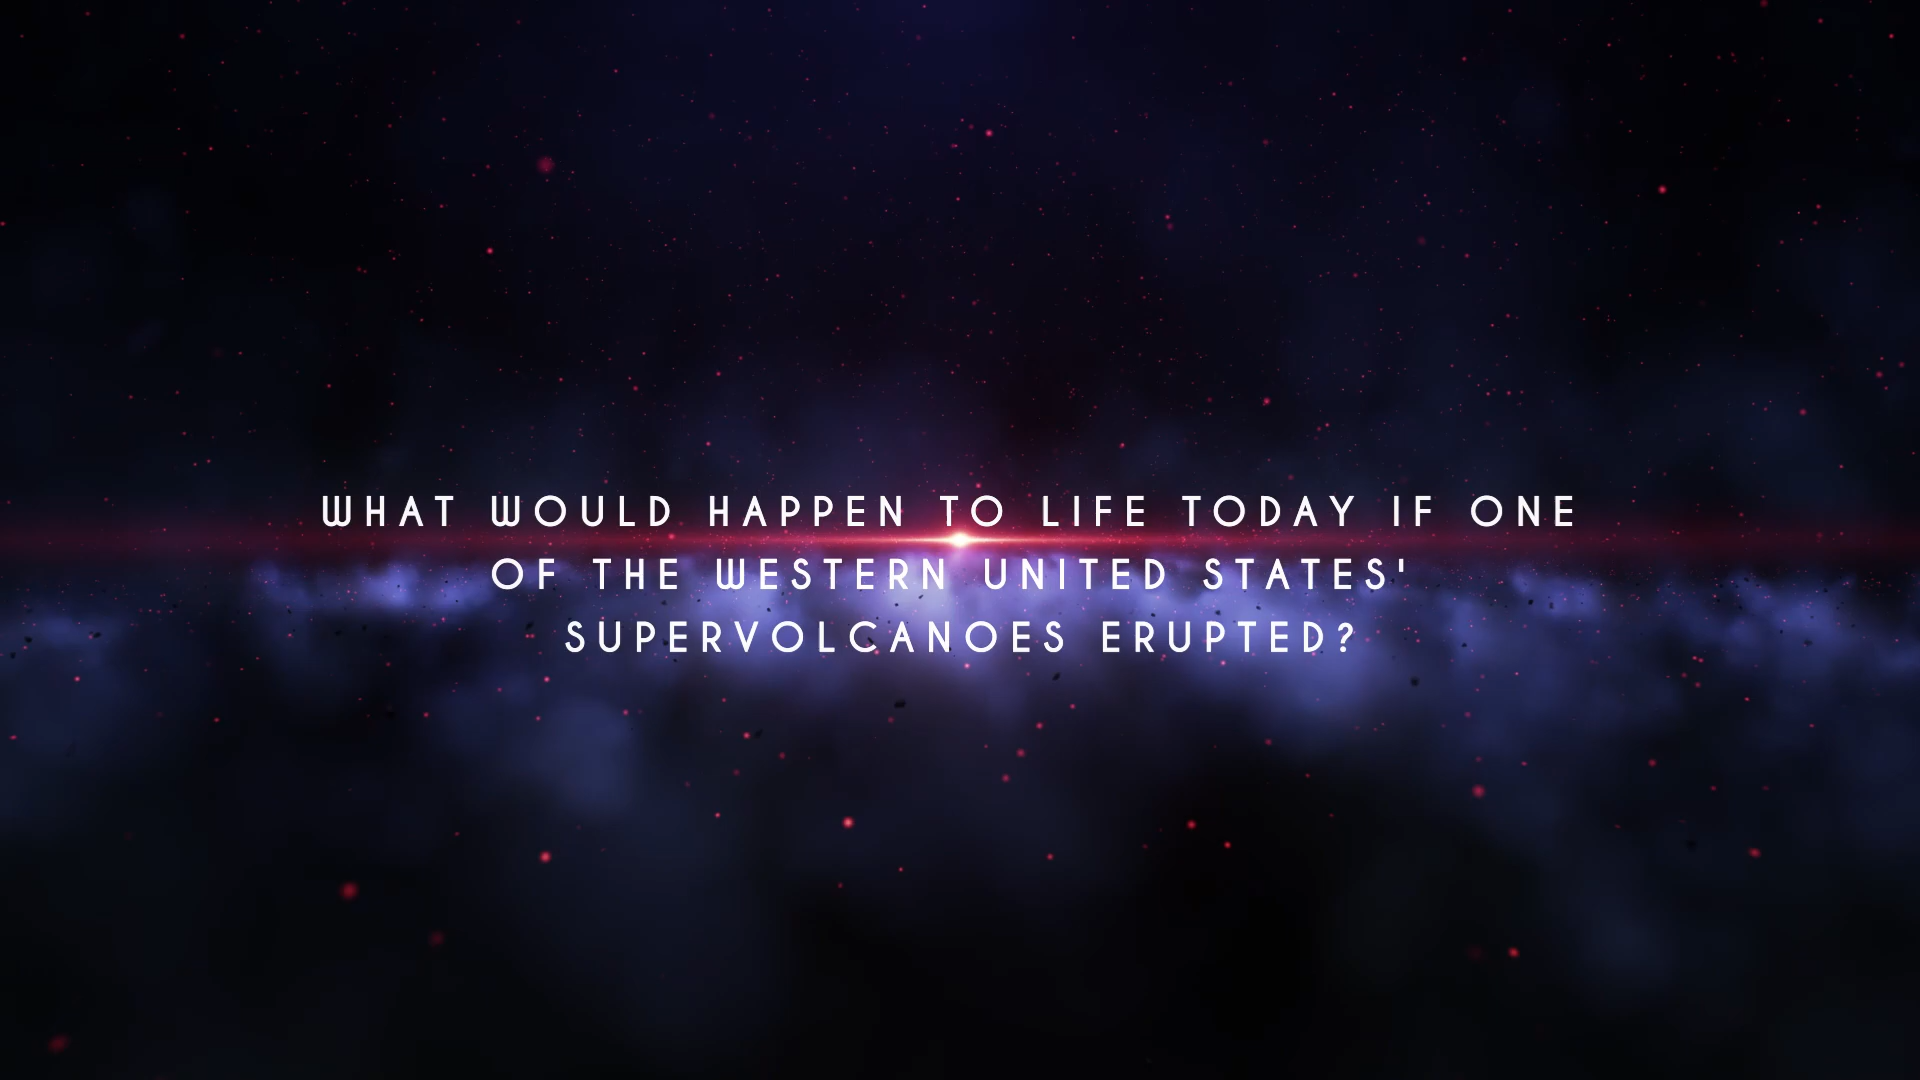 WHAT WOULD HAPPEN TO LIFE TODAY IF ONE
OF THE WESTERN UNITED STATES'
SUPERVOLCANOES ERUPTED?